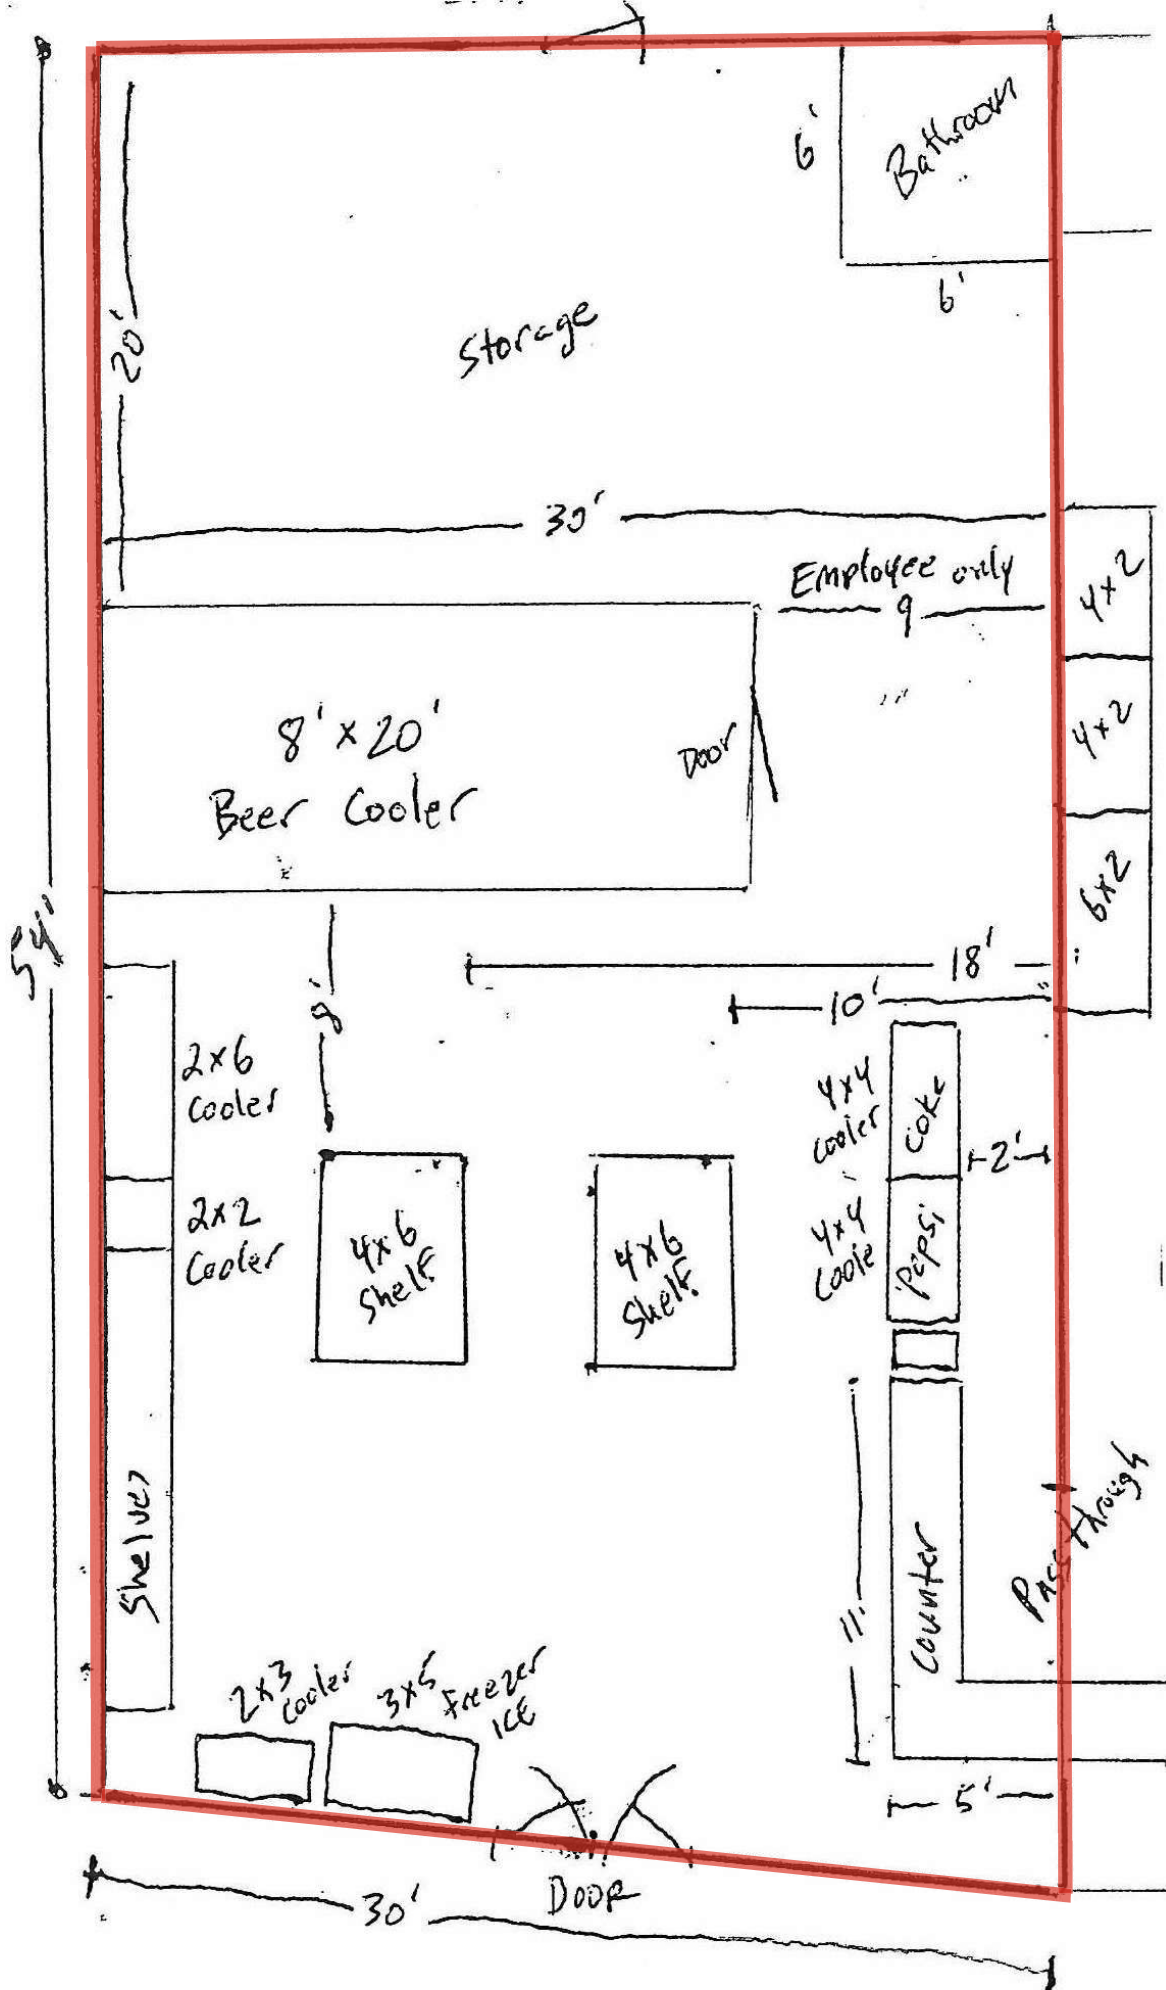 Bathroom
6'
6'
20'
Storage
30'
Employee only
9
4x2
4x2
6x2
8' x 20'
Beer Cooler
Door
54'
8'
18'
10'
2x6
Cooler
4x4
Cooler
Coke
2'
2x2
Cooler
4x6
Shelf
4x6
Shelf
4x4
Coole
Pepsi
Shelves
11'
Counter
Pass through
2x3
Cooler
3x5 Freezer
ICE
5'
DOOR
30'